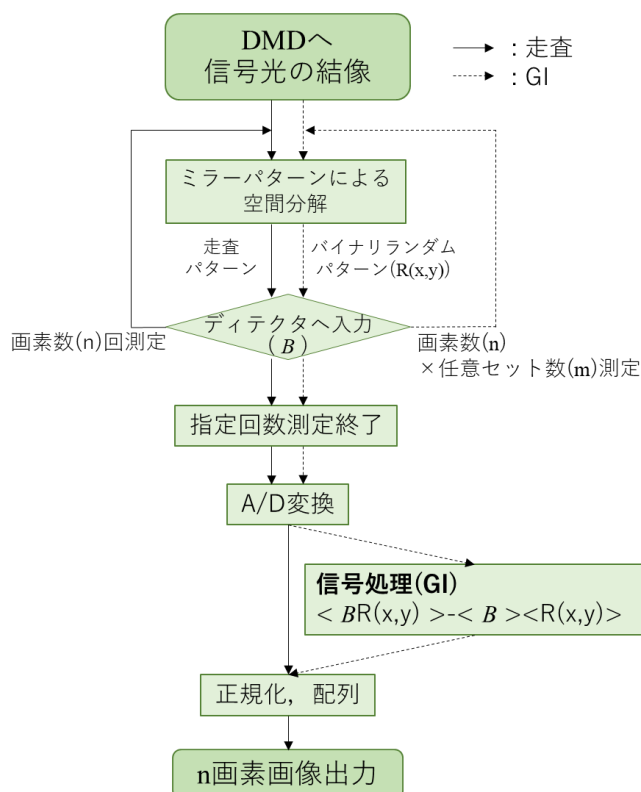 DMDへ
信号光の結像
：走査
：GI
ミラーパターンによる
空間分解
走査
パターン
バイナリランダム
パターン(R(x,y))
ディテクタへ入力
( B )
画素数(n)回測定
画素数(n)
×任意セット数(m)測定
指定回数測定終了
A/D変換
信号処理(GI)
< BR(x,y) >-< B ><R(x,y)>
正規化，配列
n画素画像出力